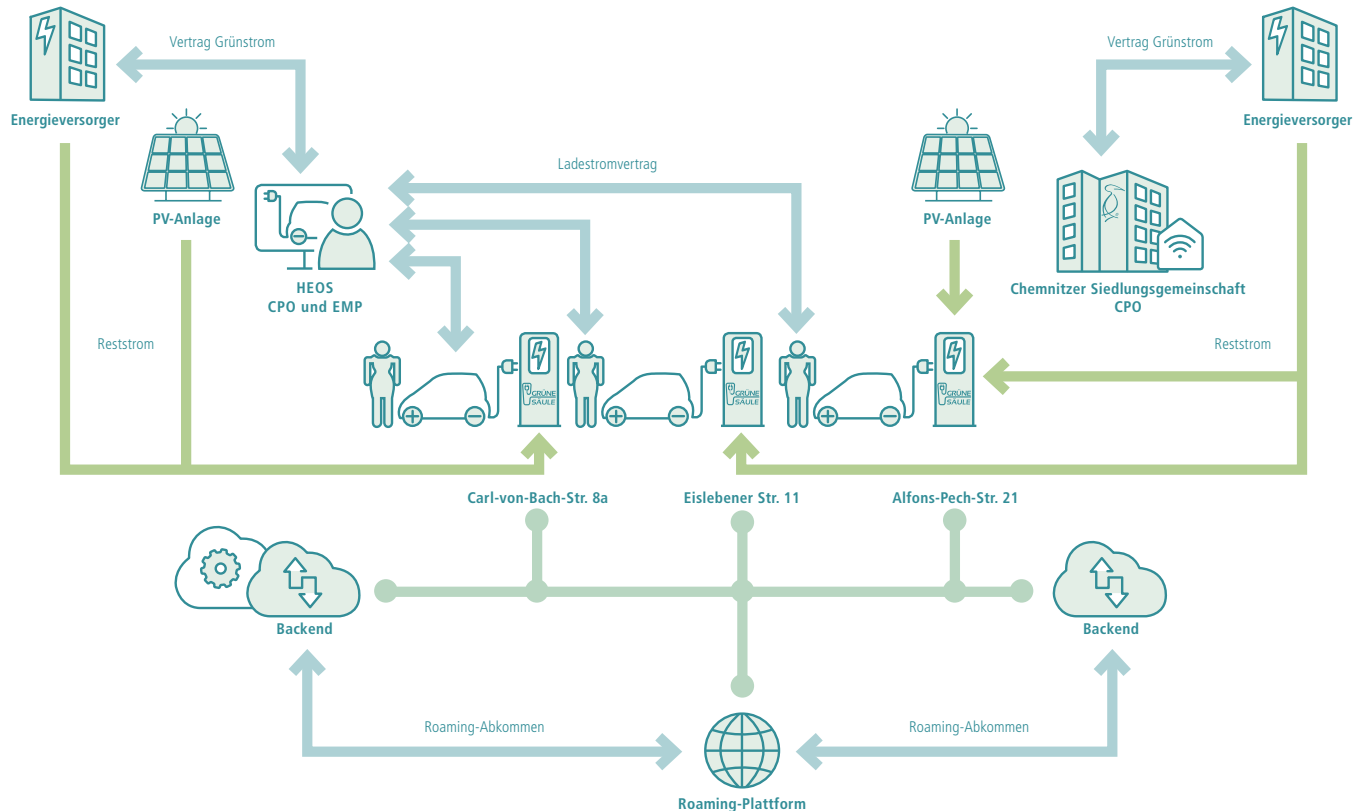 Vertrag Grünstrom
Vertrag Grünstrom
Energieversorger
Energieversorger
Ladestromvertrag
PV-Anlage
PV-Anlage
HEOS
CPO und EMP
Chemnitzer Siedlungsgemeinschaft
CPO
Reststrom
Reststrom
GRÜNE
SÄULE
GRÜNE
SÄULE
GRÜNE
SÄULE
Carl-von-Bach-Str. 8a
Eislebener Str. 11
Alfons-Pech-Str. 21
Backend
Backend
Roaming-Abkommen
Roaming-Abkommen
Roaming-Plattform